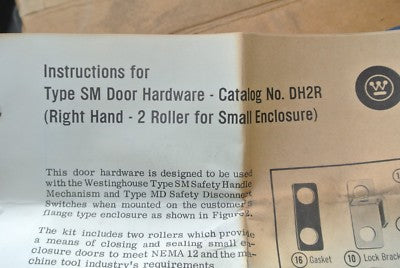 Instructions for
Type SM Door Hardware - Catalog No. DH2R
(Right Hand - 2 Roller for Small Enclosure)
W
This door hardware is designed to be used
with the Westinghouse Type SM Safety Handle
Mechanism and Type MD Safety Disconnect
Switches when mounted on the customer's
flange type enclosure as shown in Figure 2.
The kit includes two rollers which provide
a means of closing and sealing small en-
closure doors to meet NEMA 12 and the ma-
chine tool industry's requirements.
16 Gasket
10 Lock Brack